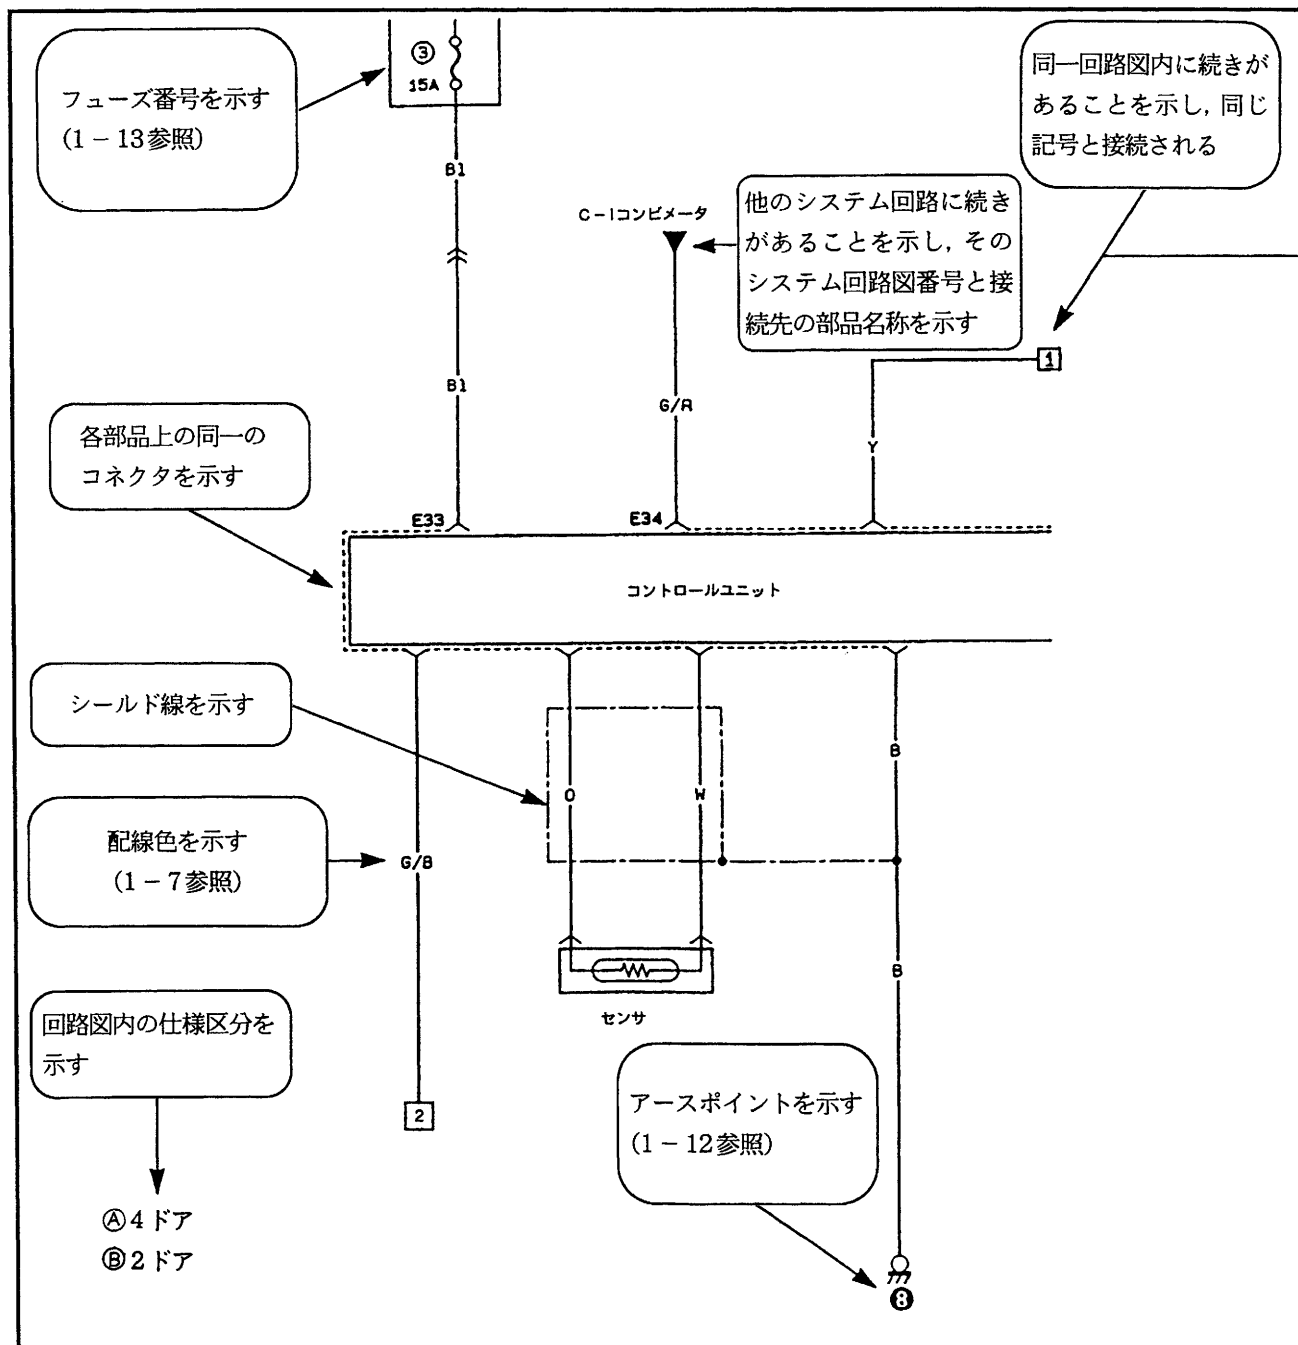 ③
15A
フューズ番号を示す
(1－13参照)
同一回路図内に続きが
あることを示し, 同じ
記号と接続される
B1
C-1コンビメータ
他のシステム回路に続き
があることを示し, その
システム回路図番号と接
続先の部品名称を示す
1
B1
G/R
Y
各部品上の同一の
コネクタを示す
E33
E34
コントロールユニット
シールド線を示す
B
O
W
配線色を示す
(1－7参照)
G/B
B
センサ
回路図内の仕様区分を
示す
2
アースポイントを示す
(1－12参照)
Ⓐ4ドア
Ⓑ2ドア
❽